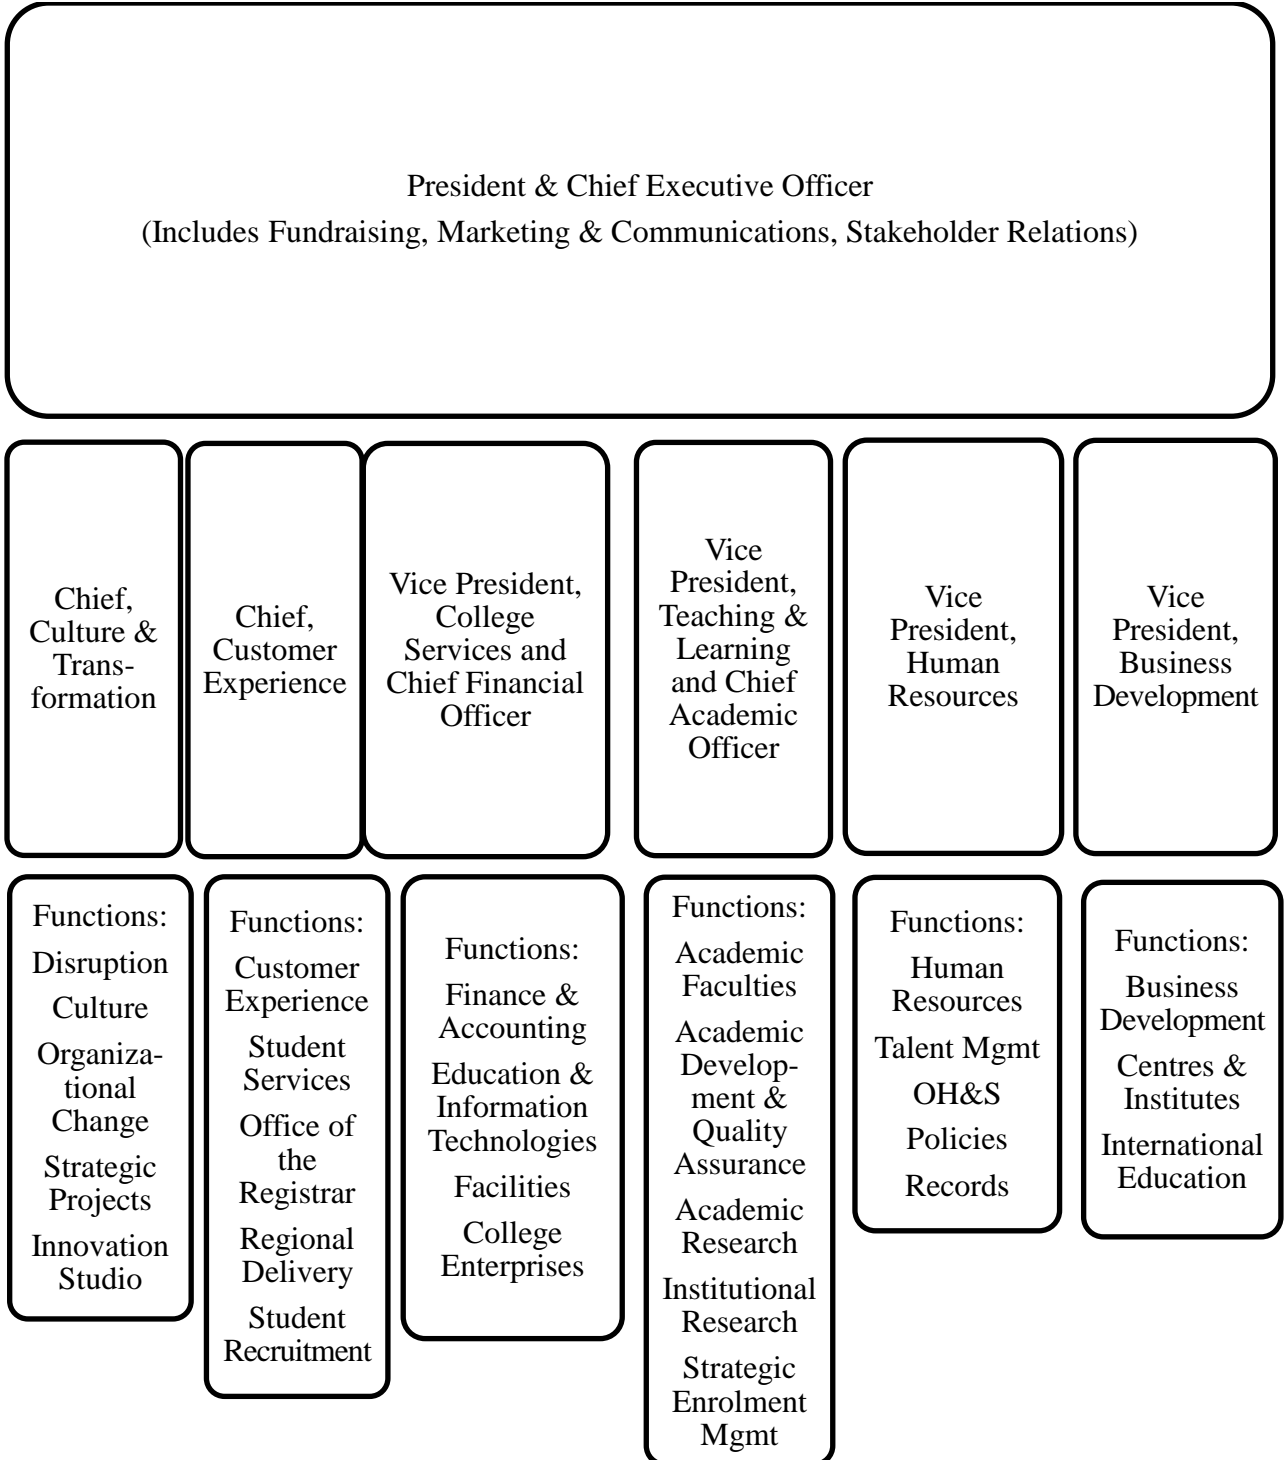 President & Chief Executive Officer
(Includes Fundraising, Marketing & Communications, Stakeholder Relations)
Chief,
Culture &
Trans-
formation
Chief,
Customer
Experience
Vice President,
College
Services and
Chief Financial
Officer
Vice
President,
Teaching &
Learning
and Chief
Academic
Officer
Vice
President,
Human
Resources
Vice
President,
Business
Development
Functions:
Disruption
Culture
Organiza-
tional
Change
Strategic
Projects
Innovation
Studio
Functions:
Customer
Experience
Student
Services
Office of
the
Registrar
Regional
Delivery
Student
Recruitment
Functions:
Finance &
Accounting
Education &
Information
Technologies
Facilities
College
Enterprises
Functions:
Academic
Faculties
Academic
Develop-
ment &
Quality
Assurance
Academic
Research
Institutional
Research
Strategic
Enrolment
Mgmt
Functions:
Human
Resources
Talent Mgmt
OH&S
Policies
Records
Functions:
Business
Development
Centres &
Institutes
International
Education